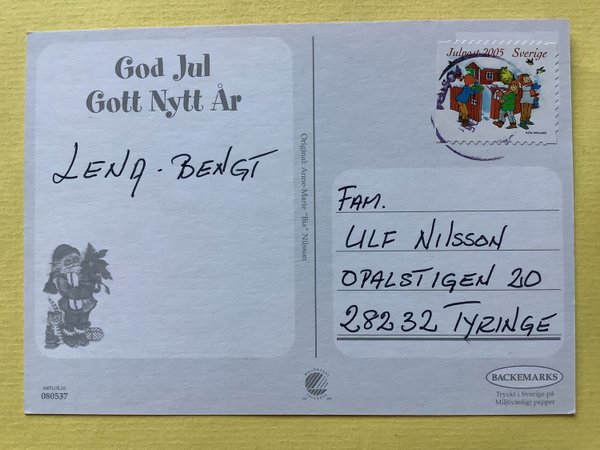 God Jul
Gott Nytt År
LENA - BENGT
Original: Anne-Marie "Bia" Nilsson
Julpost 2005 Sverige
FAM.
ULF NILSSON
OPALSTIGEN 20
28232 TYRINGE
080537
BACKEMARKS
Tryckt i Sverige på
Miljövänligt papper